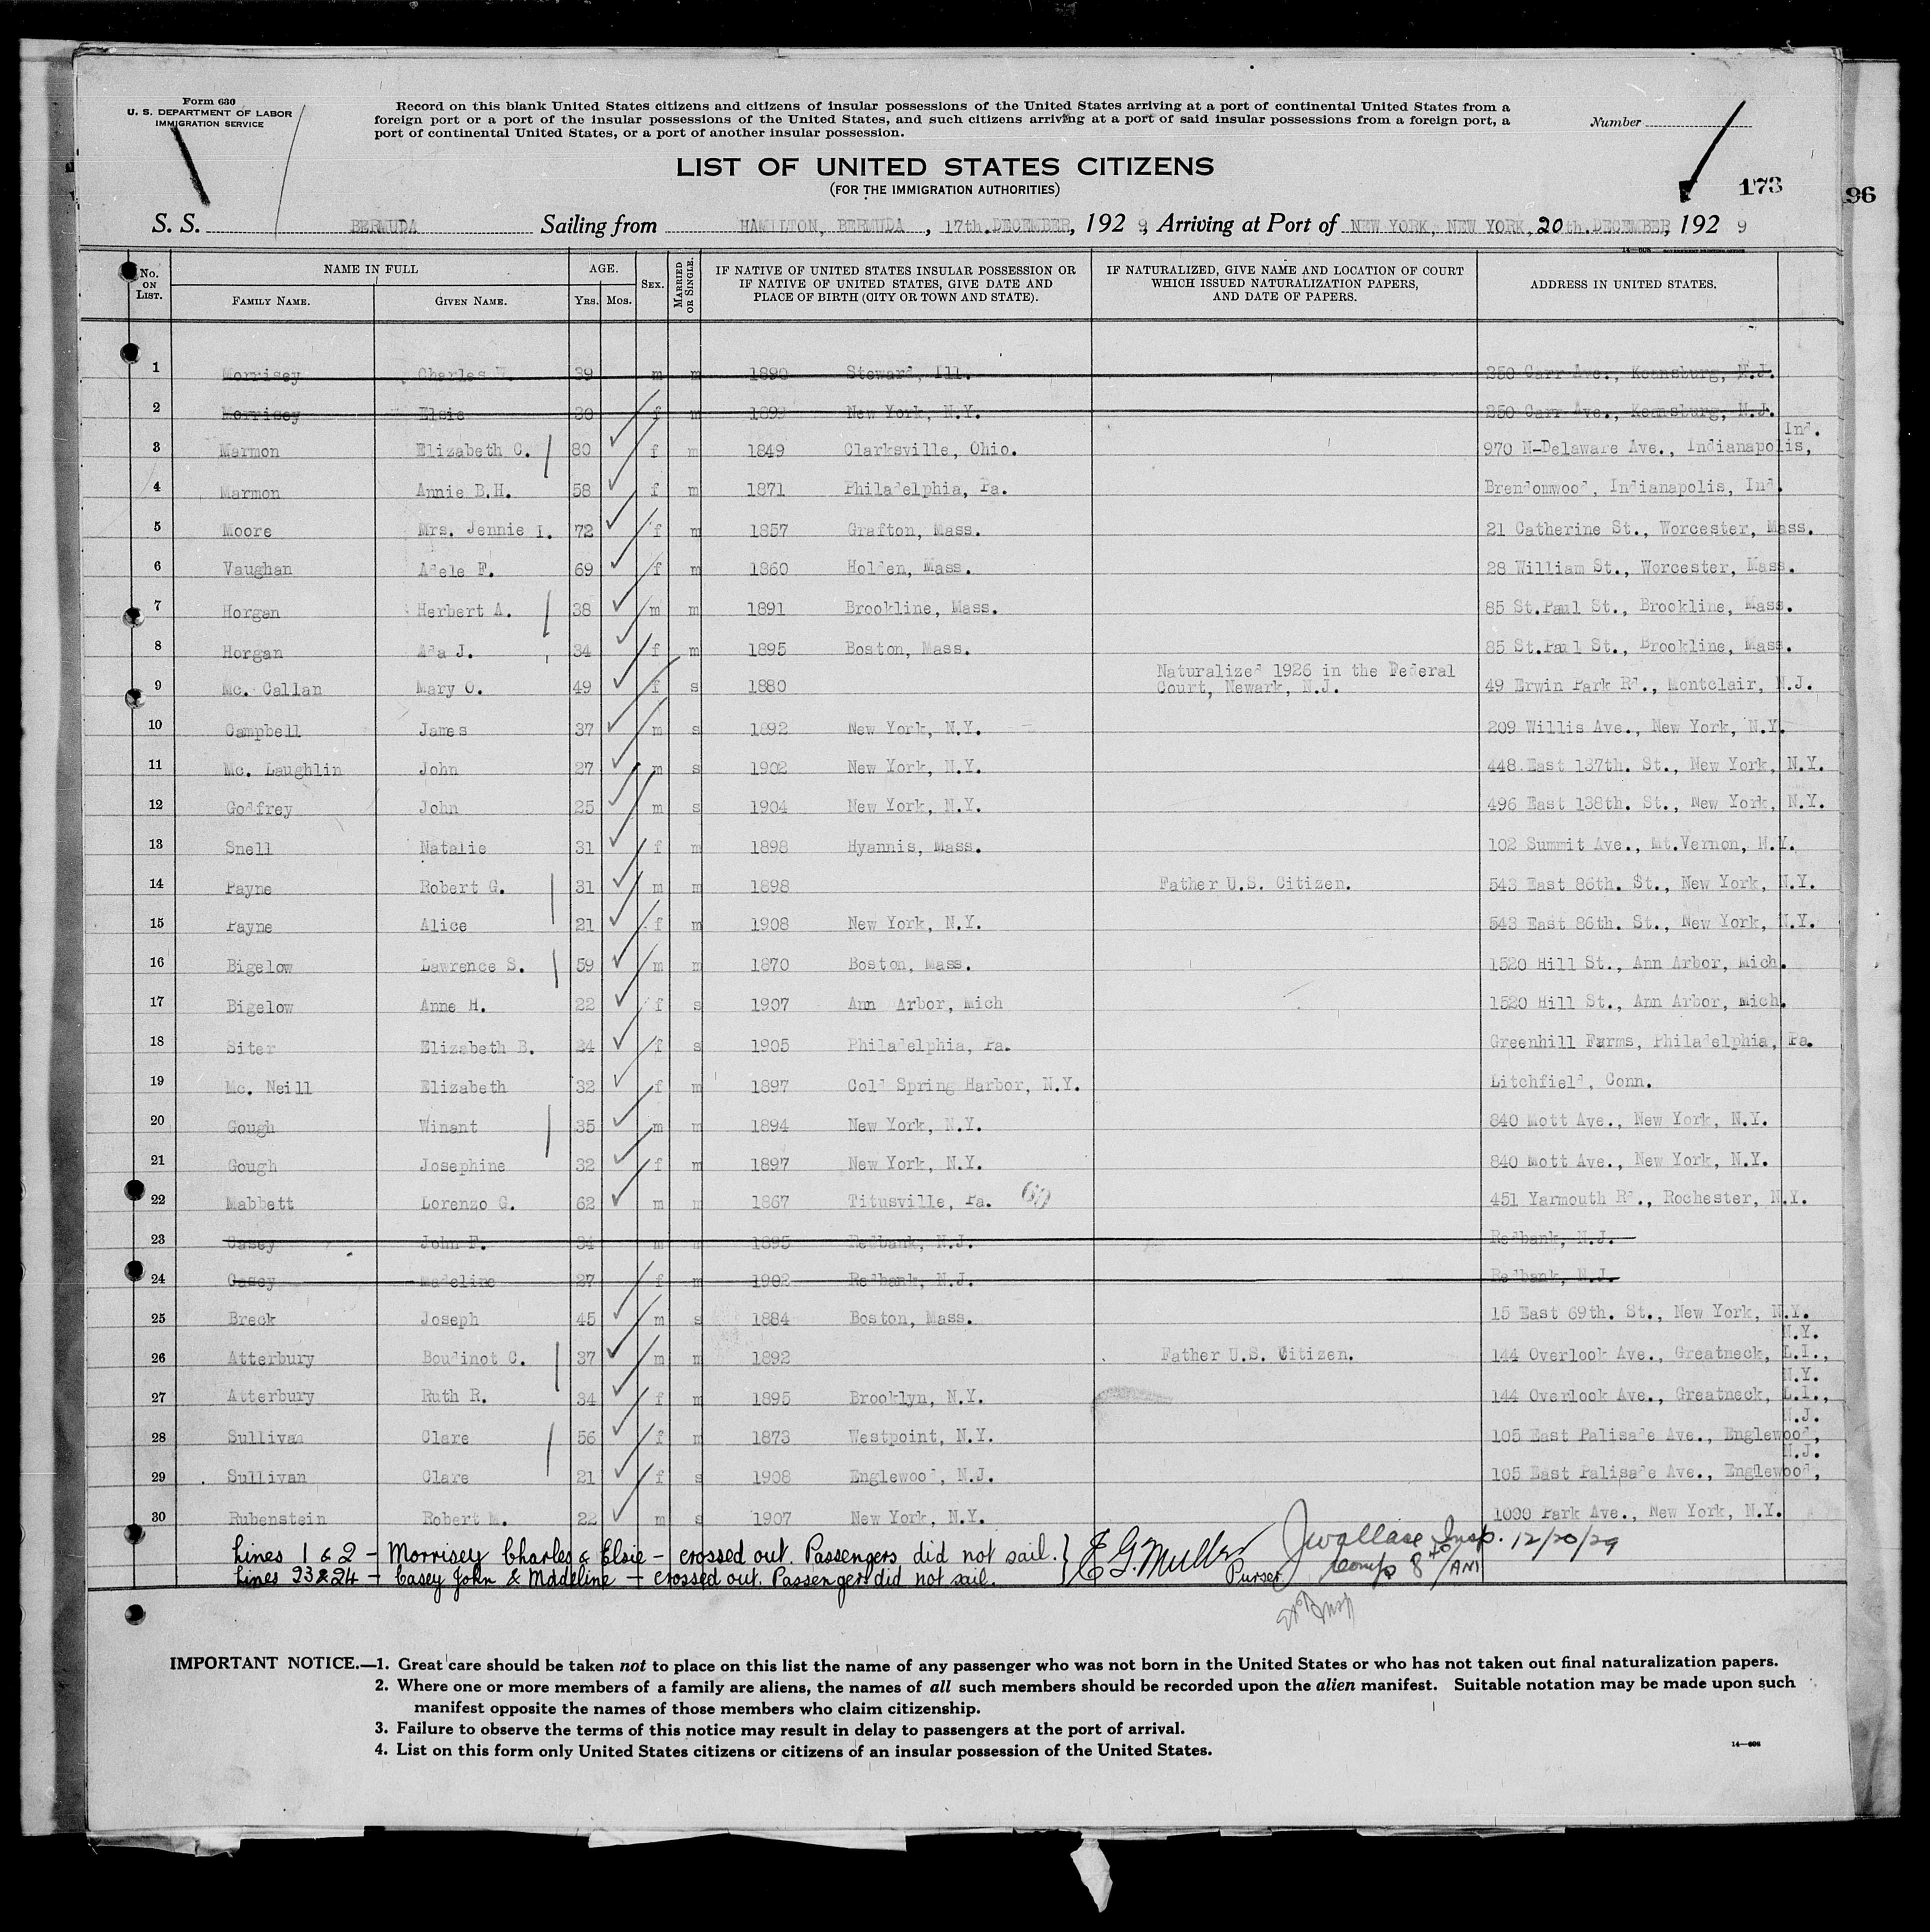 Form 630
U. S. DEPARTMENT OF LABOR
IMMIGRATION SERVICE
Record on this blank United States citizens and citizens of insular possessions of the United States arriving at a port of continental United States from a
foreign port or a port of the insular possessions of the United States, and such citizens arriving at a port of said insular possessions from a foreign port, a
port of continental United States, or a port of another insular possession.
Number
LIST OF UNITED STATES CITIZENS
(FOR THE IMMIGRATION AUTHORITIES)
173
96
S. S. BERMUDA Sailing from HAMILTON, BERMUDA, 17th.DECEMBER, 1929, Arriving at Port of NEW YORK, NEW YORK, 20th.DECEMBER, 1929
No. ON LIST. NAME IN FULL FAMILY NAME. GIVEN NAME. AGE. YRS. MOS. SEX. MARRIED OR SINGLE.
IF NATIVE OF UNITED STATES INSULAR POSSESSION OR
IF NATIVE OF UNITED STATES, GIVE DATE AND
PLACE OF BIRTH (CITY OR TOWN AND STATE).
IF NATURALIZED, GIVE NAME AND LOCATION OF COURT
WHICH ISSUED NATURALIZATION PAPERS,
AND DATE OF PAPERS.
ADDRESS IN UNITED STATES.
1 Morrisey Charles 39 m m 1890 Steward, Ill. 250 Carr Ave., Keansburg, N.J.
2 Morrisey Elsie 30 f m 1899 New York, N.Y. 250 Carr Ave., Keansburg, N.J.
3 Marmon Elizabeth C. 80 f m 1849 Clarksville, Ohio. 970 N-Delaware Ave., Indianapolis, Ind.
4 Marmon Annie B.H. 58 f m 1871 Philadelphia, Pa. Brendomwood, Indianapolis, Ind.
5 Moore Mrs. Jennie I. 72 f m 1857 Grafton, Mass. 21 Catherine St., Worcester, Mass.
6 Vaughan Adele F. 69 f m 1860 Holden, Mass. 28 William St., Worcester, Mass.
7 Horgan Herbert A. 38 m m 1891 Brookline, Mass. 85 St.Paul St., Brookline, Mass.
8 Horgan Ada J. 34 f m 1895 Boston, Mass. 85 St.Paul St., Brookline, Mass.
9 Mc. Callan Mary O. 49 f s 1880 Naturalized 1926 in the Federal Court, Newark, N.J. 49 Erwin Park Rd., Montclair, N.J.
10 Campbell James 37 m s 1892 New York, N.Y. 209 Willis Ave., New York, N.Y.
11 Mc. Laughlin John 27 m s 1902 New York, N.Y. 448 East 137th. St., New York, N.Y.
12 Godfrey John 25 m s 1904 New York, N.Y. 496 East 138th. St., New York, N.Y.
13 Snell Natalie 31 f m 1898 Hyannis, Mass. 102 Summit Ave., Mt.Vernon, N.Y.
14 Payne Robert G. 31 m m 1898 Father U.S. Citizen. 543 East 86th. St., New York, N.Y.
15 Payne Alice 21 f m 1908 New York, N.Y. 543 East 86th. St., New York, N.Y.
16 Bigelow Lawrence S. 59 m m 1870 Boston, Mass. 1520 Hill St., Ann Arbor, Mich.
17 Bigelow Anne H. 22 f s 1907 Ann Arbor, Mich 1520 Hill St., Ann Arbor, Mich.
18 Siter Elizabeth B. 24 f s 1905 Philadelphia, Pa. Greenhill Farms, Philadelphia, Pa.
19 Mc. Neill Elizabeth 32 f m 1897 Cold Spring Harbor, N.Y. Litchfield, Conn.
20 Gough Winant 35 m m 1894 New York, N.Y. 840 Mott Ave., New York, N.Y.
21 Gough Josephine 32 f m 1897 New York, N.Y. 840 Mott Ave., New York, N.Y.
22 Mabbett Lorenzo G. 62 m m 1867 Titusville, Pa. 451 Yarmouth Rd., Rochester, N.Y.
23 Casey John F. 34 m m 1895 Redbank, N.J. Redbank, N.J.
24 Casey Madeline 27 f m 1902 Redbank, N.J. Redbank, N.J.
25 Breck Joseph 45 m s 1884 Boston, Mass. 15 East 69th. St., New York, N.Y.
26 Atterbury Boudinot C. 37 m m 1892 Father U.S. Citizen. 144 Overlook Ave., Greatneck, L.I., N.Y.
27 Atterbury Ruth R. 34 f m 1895 Brooklyn, N.Y. 144 Overlook Ave., Greatneck, L.I., N.Y.
28 Sullivan Clare 56 f m 1873 Westpoint, N.Y. 105 East Palisade Ave., Englewood, N.J.
29 Sullivan Clare 21 f s 1908 Englewood, N.J. 105 East Palisade Ave., Englewood, N.J.
30 Rubenstein Robert M. 22 m s 1907 New York, N.Y. 1000 Park Ave., New York, N.Y.
Lines 1 & 2 - Morrisey Charles & Elsie - crossed out. Passengers did not sail. } E G. Muller J Wallace Insp. 12/20/29
Lines 23 & 24 - Casey John & Madeline - crossed out. Passengers did not sail. Purser. Comp 8 40/AM
IMPORTANT NOTICE.—1. Great care should be taken not to place on this list the name of any passenger who was not born in the United States or who has not taken out final naturalization papers.
2. Where one or more members of a family are aliens, the names of all such members should be recorded upon the alien manifest. Suitable notation may be made upon such
manifest opposite the names of those members who claim citizenship.
3. Failure to observe the terms of this notice may result in delay to passengers at the port of arrival.
4. List on this form only United States citizens or citizens of an insular possession of the United States.